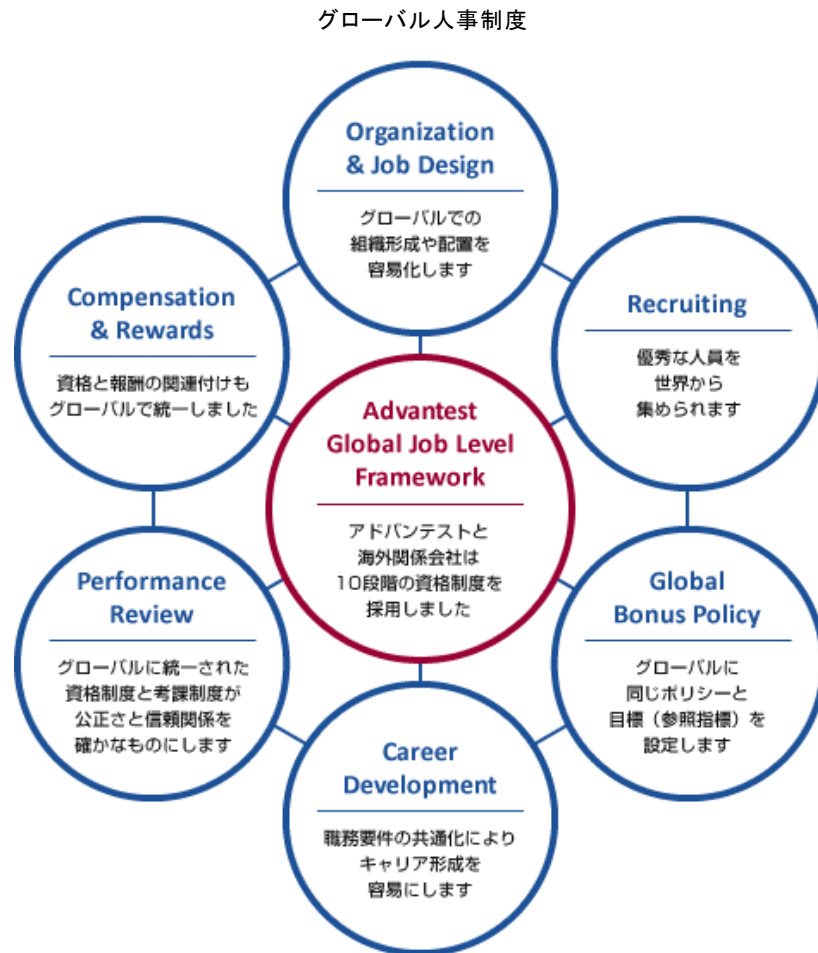 グローバル人事制度
Organization
& Job Design
グローバルでの
組織形成や配置を
容易化します
Compensation
& Rewards
資格と報酬の関連付けも
グローバルで統一しました
Recruiting
優秀な人員を
世界から
集められます
Advantest
Global Job Level
Framework
アドバンテストと
海外関係会社は
10段階の資格制度を
採用しました
Performance
Review
グローバルに統一された
資格制度と考課制度が
公正さと信頼関係を
確かなものにします
Global
Bonus Policy
グローバルに
同じポリシーと
目標（参照指標）を
設定します
Career
Development
職務要件の共通化により
キャリア形成を
容易にします